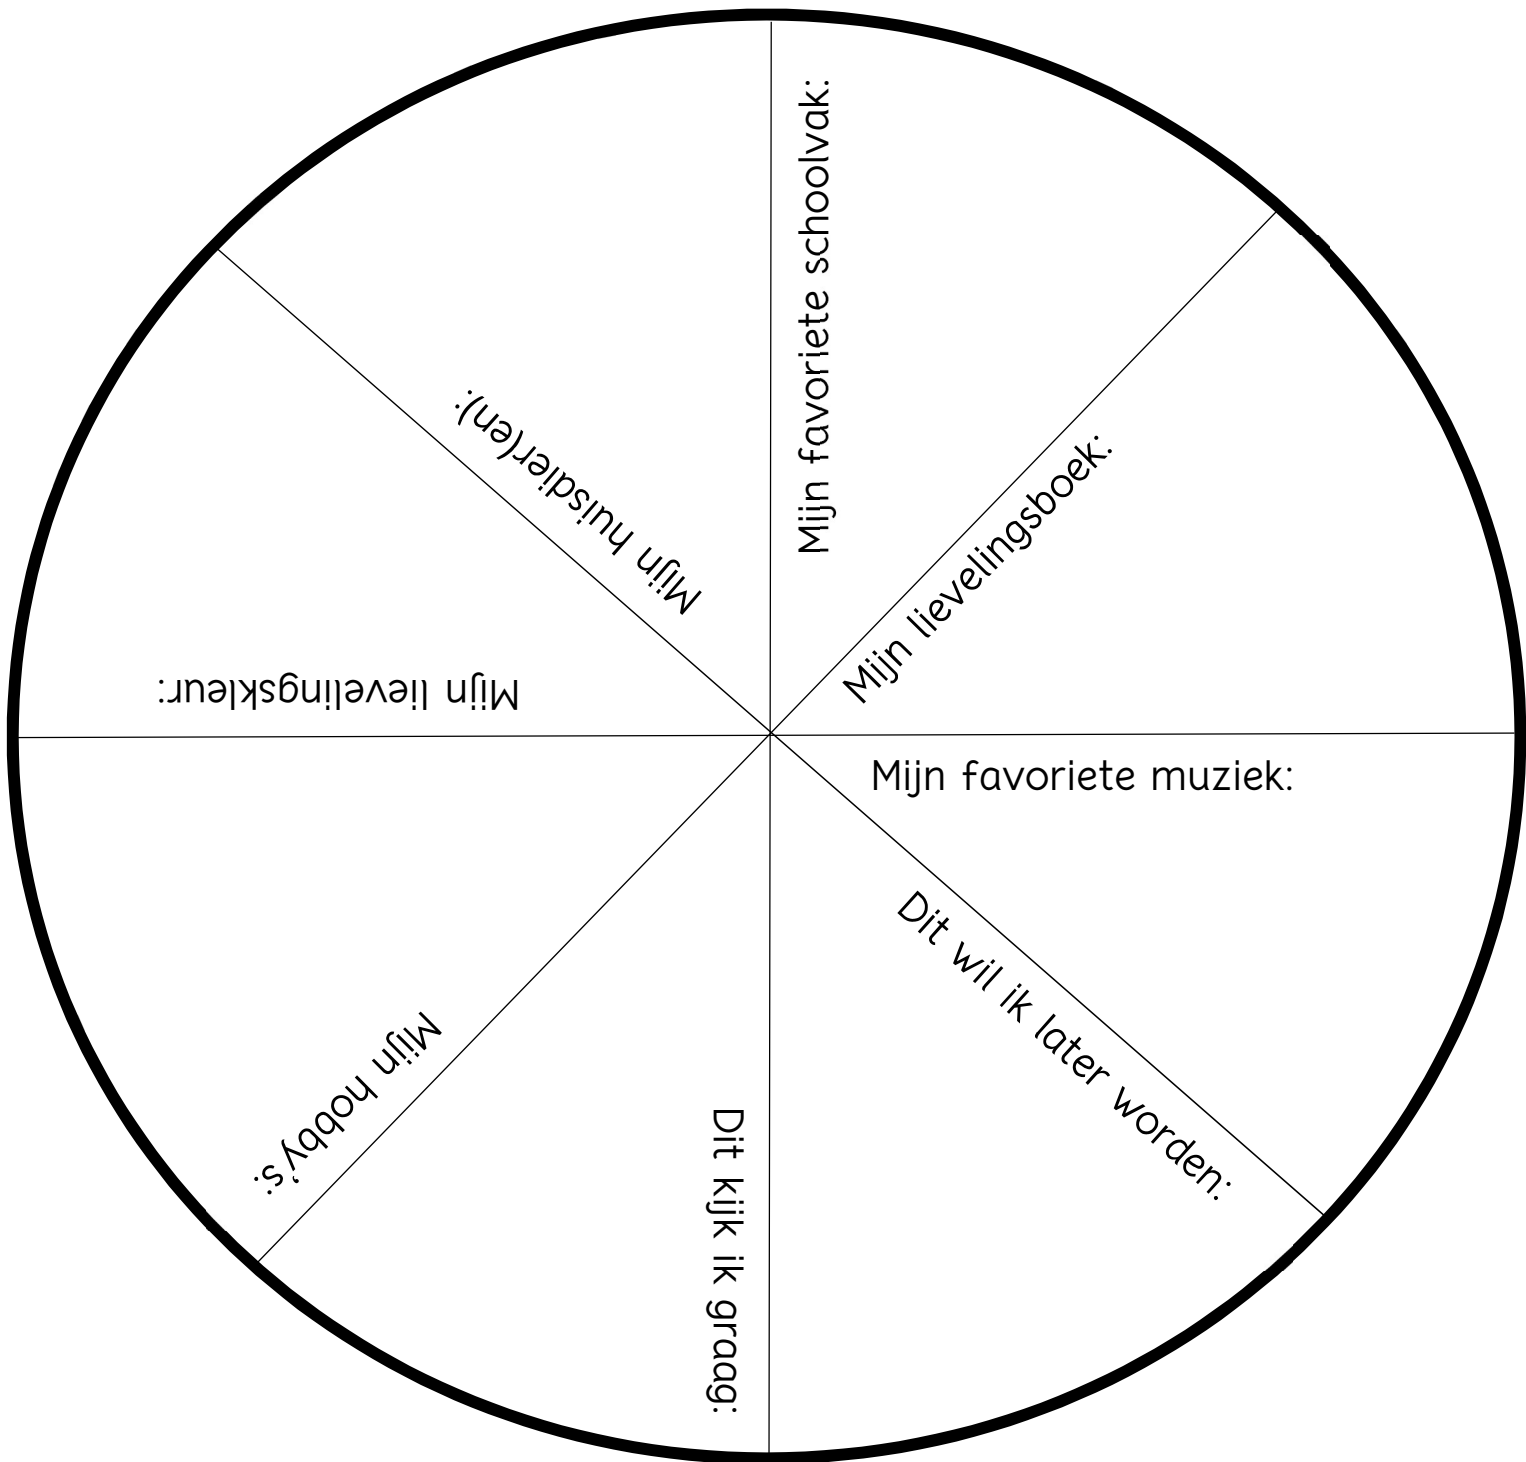 Mijn favoriete schoolvak:
Mijn lievelingsboek:
Mijn favoriete muziek:
Dit wil ik later worden:
Dit kijk ik graag:
Mijn hobby's:
Mijn lievelingskleur:
Mijn huisdier(en):